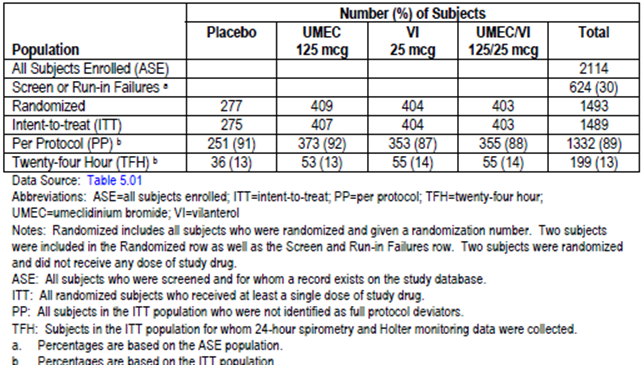 Number (%) of Subjects
Population Placebo UMEC 125 mcg VI 25 mcg UMEC/VI 125/25 mcg Total
All Subjects Enrolled (ASE) 2114
Screen or Run-in Failures a 624 (30)
Randomized 277 409 404 403 1493
Intent-to-treat (ITT) 275 407 404 403 1489
Per Protocol (PP) b 251 (91) 373 (92) 353 (87) 355 (88) 1332 (89)
Twenty-four Hour (TFH) b 36 (13) 53 (13) 55 (14) 55 (14) 199 (13)
Data Source: Table 5.01
Abbreviations: ASE=all subjects enrolled; ITT=intent-to-treat; PP=per protocol; TFH=twenty-four hour;
UMEC=umeclidinium bromide; VI=vilanterol
Notes: Randomized includes all subjects who were randomized and given a randomization number. Two subjects
were included in the Randomized row as well as the Screen and Run-in Failures row. Two subjects were randomized
and did not receive any dose of study drug.
ASE: All subjects who were screened and for whom a record exists on the study database.
ITT: All randomized subjects who received at least a single dose of study drug.
PP: All subjects in the ITT population who were not identified as full protocol deviators.
TFH: Subjects in the ITT population for whom 24-hour spirometry and Holter monitoring data were collected.
a. Percentages are based on the ASE population.
b. Percentages are based on the ITT population.